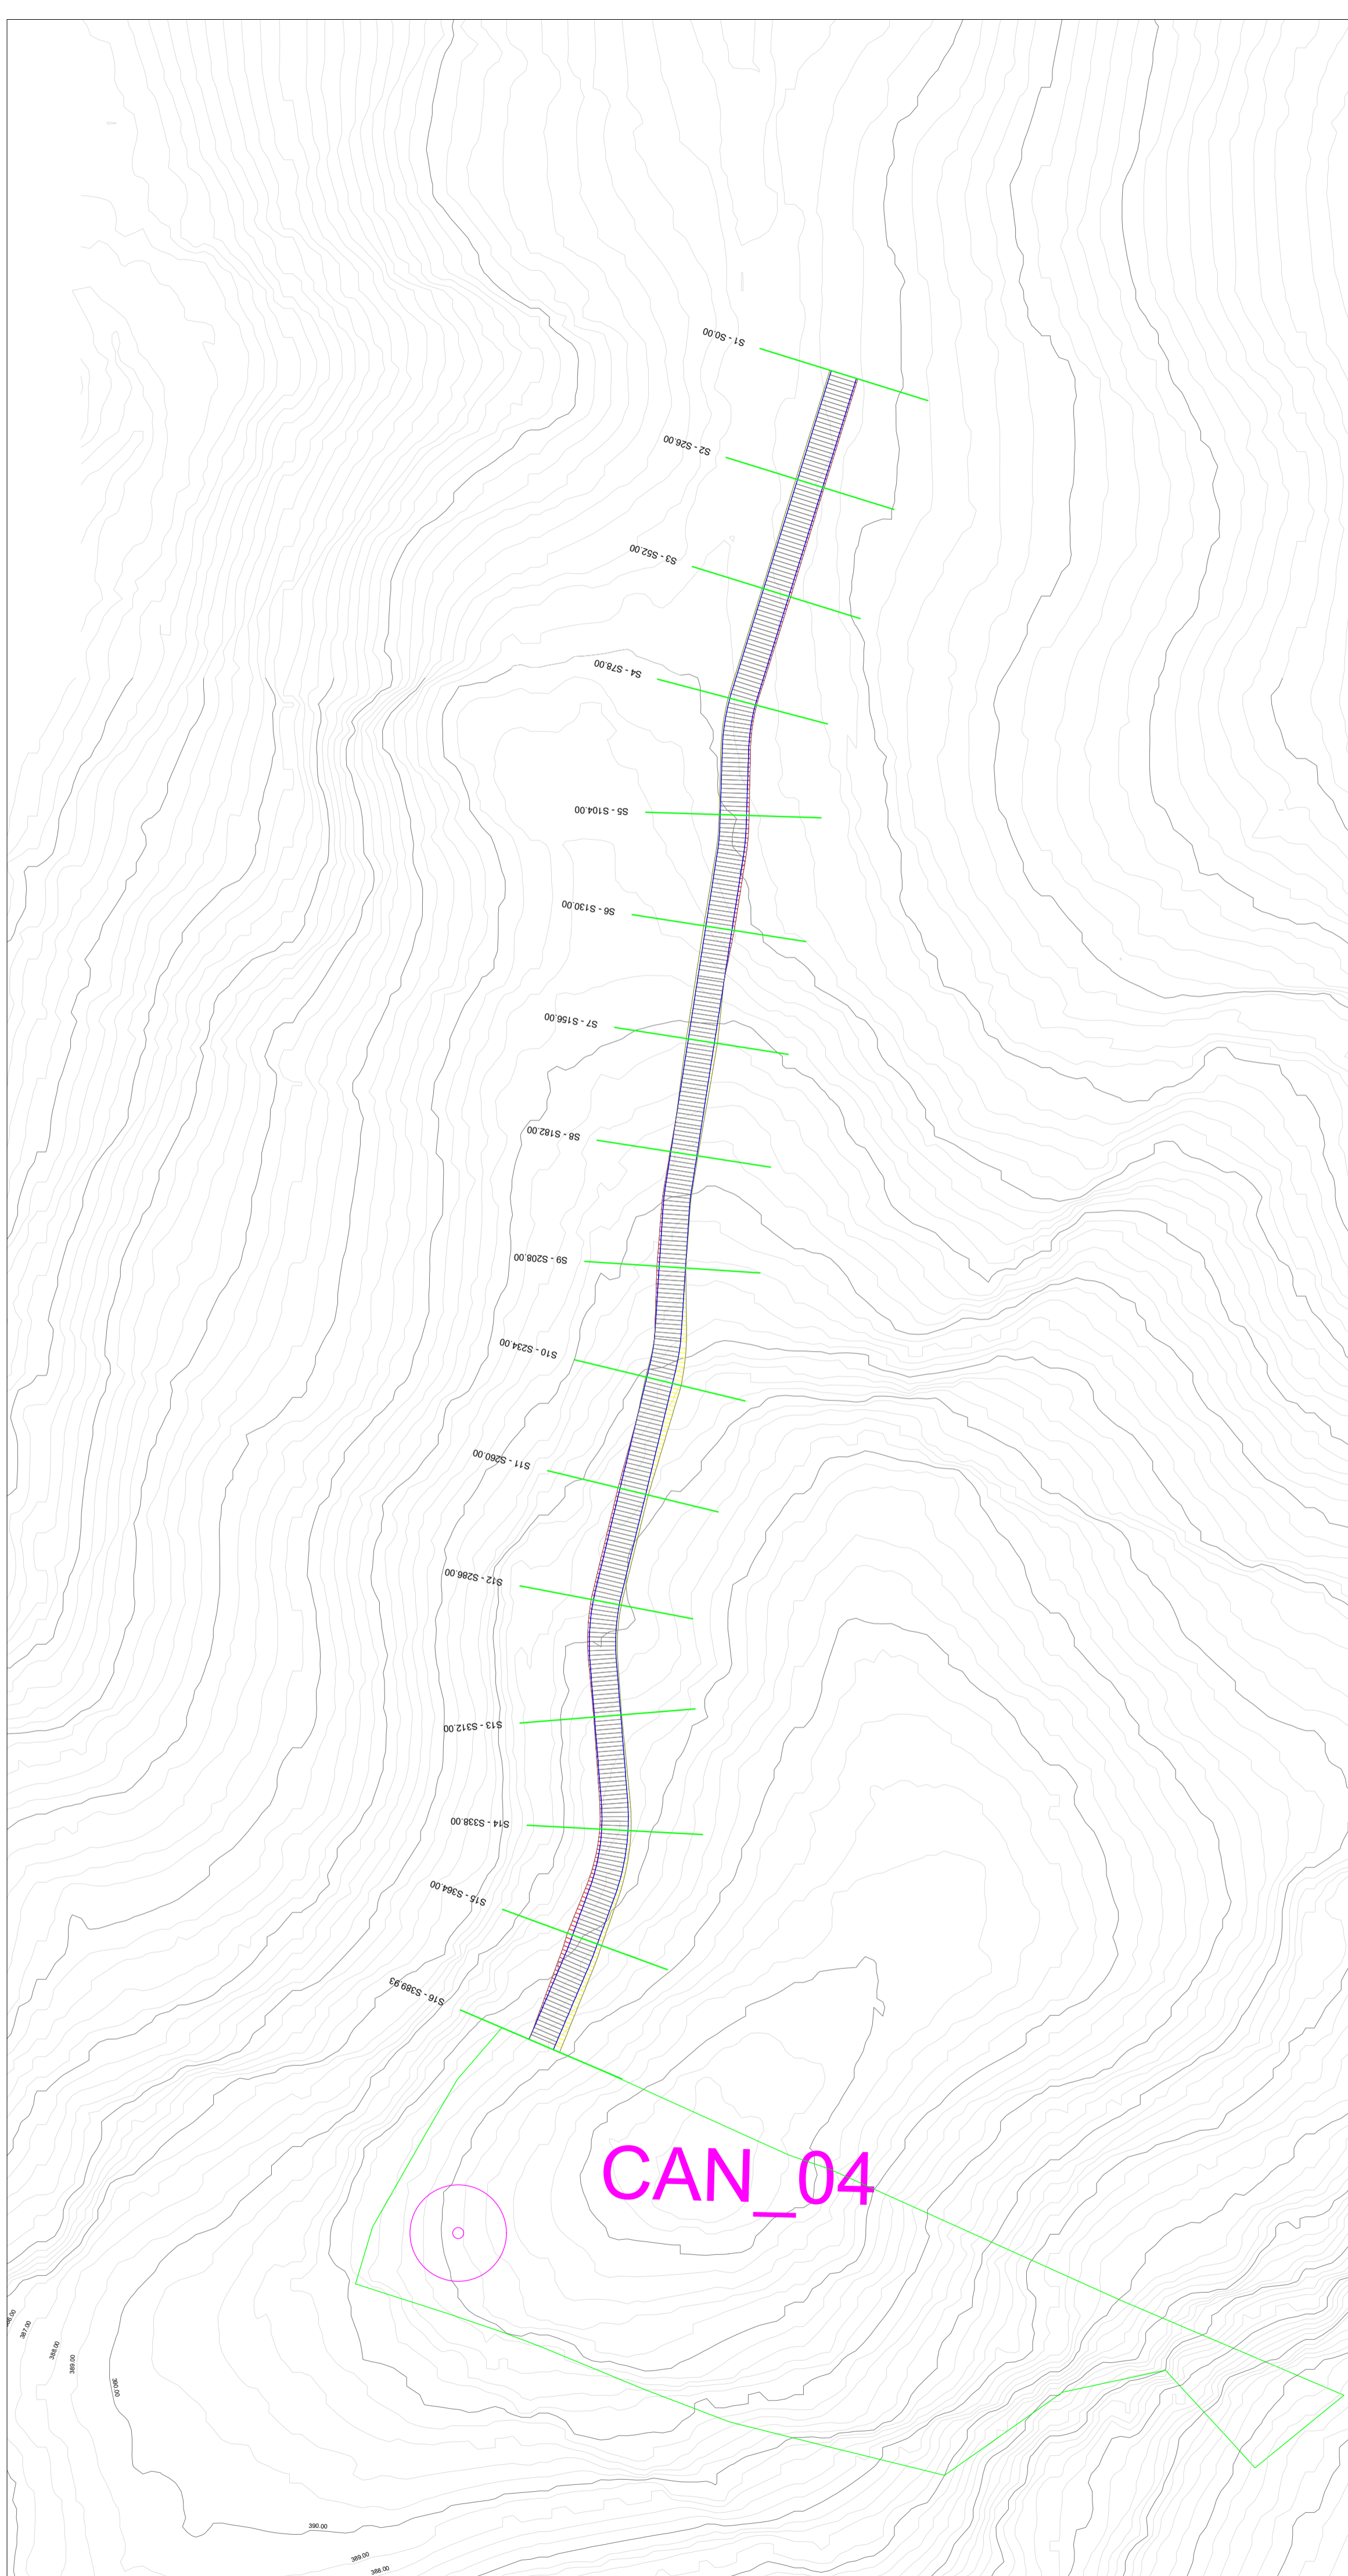 S1 - S0.00
S2 - S26.00
S3 - S52.00
S4 - S78.00
S5 - S104.00
S6 - S130.00
S7 - S156.00
S8 - S182.00
S9 - S208.00
S10 - S234.00
S11 - S260.00
S12 - S286.00
S13 - S312.00
S14 - S338.00
S15 - S364.00
S16 - S389.93
CAN_04
387.00
388.00
389.00
390.00
390.00
389.00
388.00